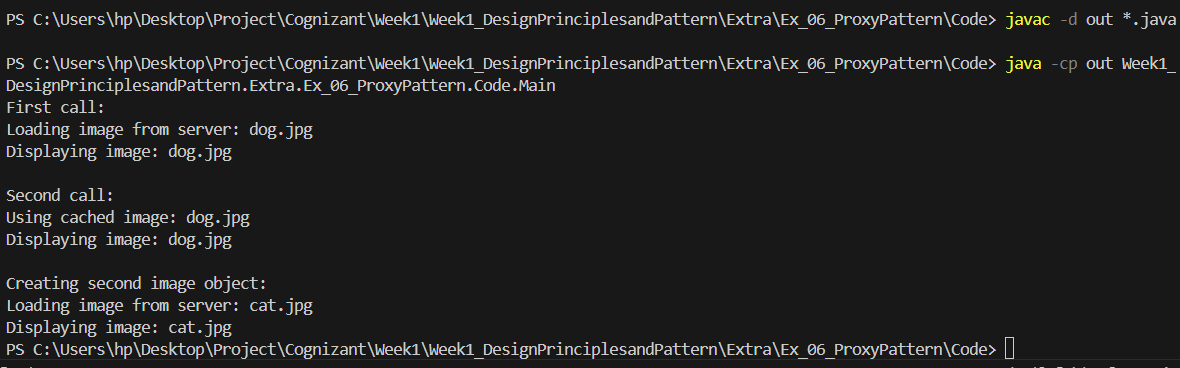 PS C:\Users\hp\Desktop\Project\Cognizant\Week1\Week1_DesignPrinciplesandPattern\Extra\Ex_06_ProxyPattern\Code> javac -d out *.java
PS C:\Users\hp\Desktop\Project\Cognizant\Week1\Week1_DesignPrinciplesandPattern\Extra\Ex_06_ProxyPattern\Code> java -cp out Week1_
DesignPrinciplesandPattern.Extra.Ex_06_ProxyPattern.Code.Main
First call:
Loading image from server: dog.jpg
Displaying image: dog.jpg
Second call:
Using cached image: dog.jpg
Displaying image: dog.jpg
Creating second image object:
Loading image from server: cat.jpg
Displaying image: cat.jpg
PS C:\Users\hp\Desktop\Project\Cognizant\Week1\Week1_DesignPrinciplesandPattern\Extra\Ex_06_ProxyPattern\Code>